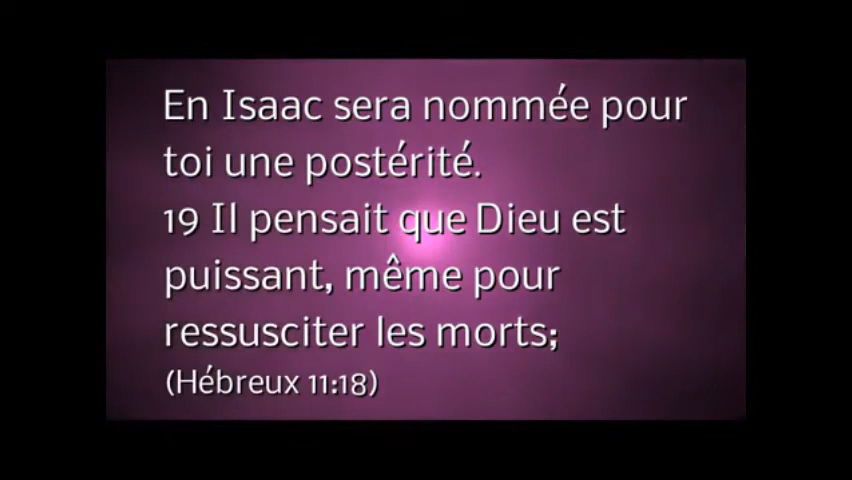 En Isaac sera nommée pour
toi une postérité.
19 Il pensait que Dieu est
puissant, même pour
ressusciter les morts;
(Hébreux 11:18)